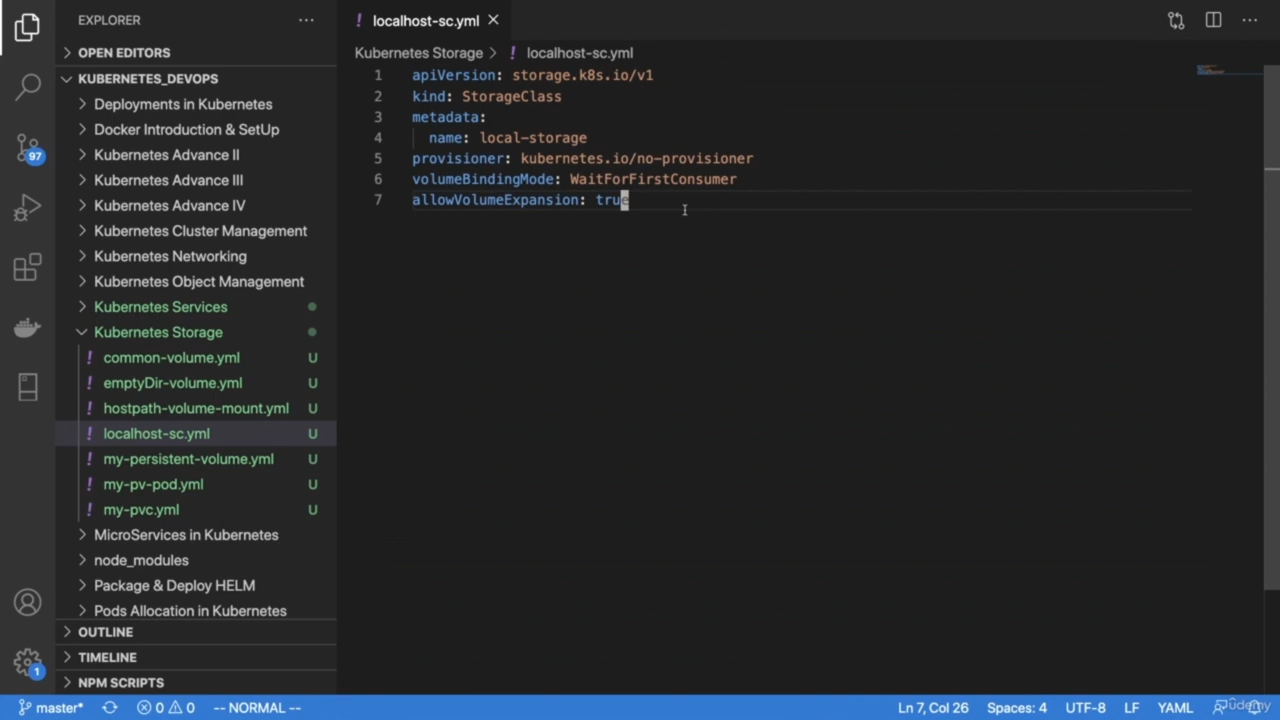 EXPLORER
localhost-sc.yml
OPEN EDITORS
KUBERNETES_DEVOPS
Deployments in Kubernetes
Docker Introduction & SetUp
Kubernetes Advance II
Kubernetes Advance III
Kubernetes Advance IV
Kubernetes Cluster Management
Kubernetes Networking
Kubernetes Object Management
Kubernetes Services
Kubernetes Storage
! common-volume.yml U
! emptyDir-volume.yml U
! hostpath-volume-mount.yml U
! localhost-sc.yml U
! my-persistent-volume.yml U
! my-pv-pod.yml U
! my-pvc.yml U
MicroServices in Kubernetes
node_modules
Package & Deploy HELM
Pods Allocation in Kubernetes
OUTLINE
TIMELINE
NPM SCRIPTS
97
1
Kubernetes Storage > ! localhost-sc.yml
1 apiVersion: storage.k8s.io/v1
2 kind: StorageClass
3 metadata:
4 name: local-storage
5 provisioner: kubernetes.io/no-provisioner
6 volumeBindingMode: WaitForFirstConsumer
7 allowVolumeExpansion: true
master* 0 0 -- NORMAL -- Ln 7, Col 26 Spaces: 4 UTF-8 LF YAML
Udemy